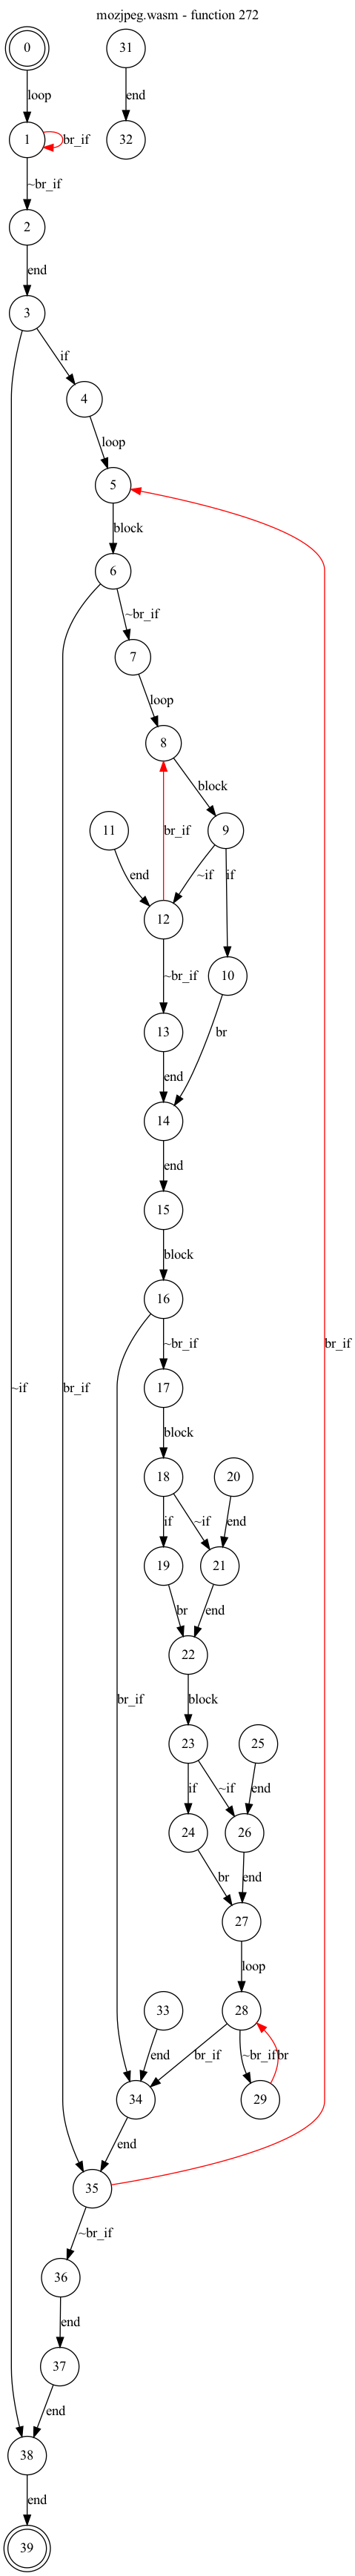 mozjpeg.wasm - function 272
0
31
loop
end
1
br_if
32
~br_if
2
end
3
if
4
loop
5
block
6
~br_if
7
loop
8
block
11
br_if
9
end
~if
if
12
10
~br_if
13
br
end
14
end
15
block
16
~br_if
~if
br_if
17
br_if
block
18
20
if
~if
end
19
21
br
end
br_if
22
block
23
25
if
~if
end
24
26
br
end
27
loop
33
28
end
br_if
~br_if
br
34
29
end
35
~br_if
36
end
37
end
38
end
39